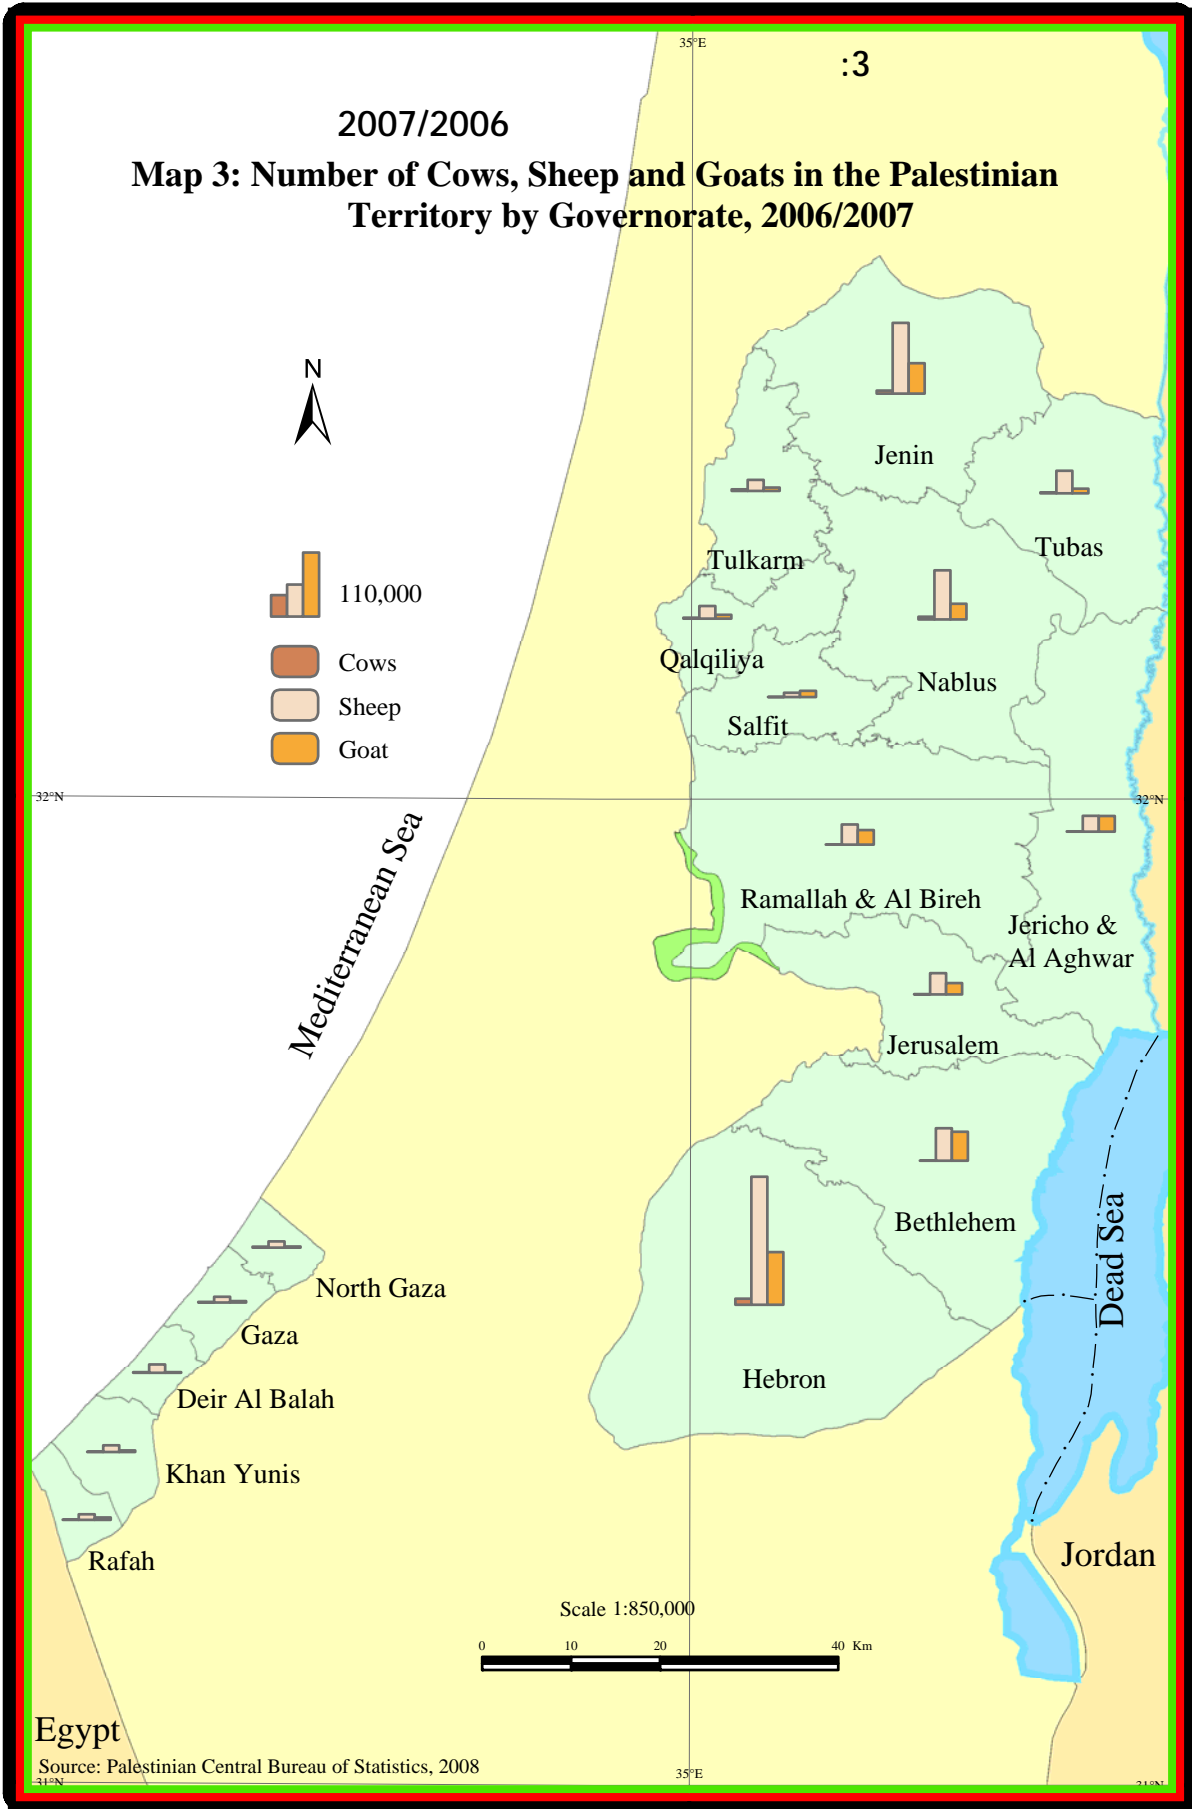 35°E
:3
2007/2006
Map 3: Number of Cows, Sheep and Goats in the Palestinian
Territory by Governorate, 2006/2007
N
Jenin
Tubas
Tulkarm
110,000
Cows
Sheep
Goat
Qalqiliya
Nablus
Salfit
32°N
32°N
Mediterranean Sea
Ramallah & Al Bireh
Jericho &
Al Aghwar
Jerusalem
Bethlehem
Dead Sea
North Gaza
Gaza
Hebron
Deir Al Balah
Khan Yunis
Rafah
Jordan
Scale 1:850,000
0 10 20 40 Km
Egypt
Source: Palestinian Central Bureau of Statistics, 2008
35°E
31°N
31°N